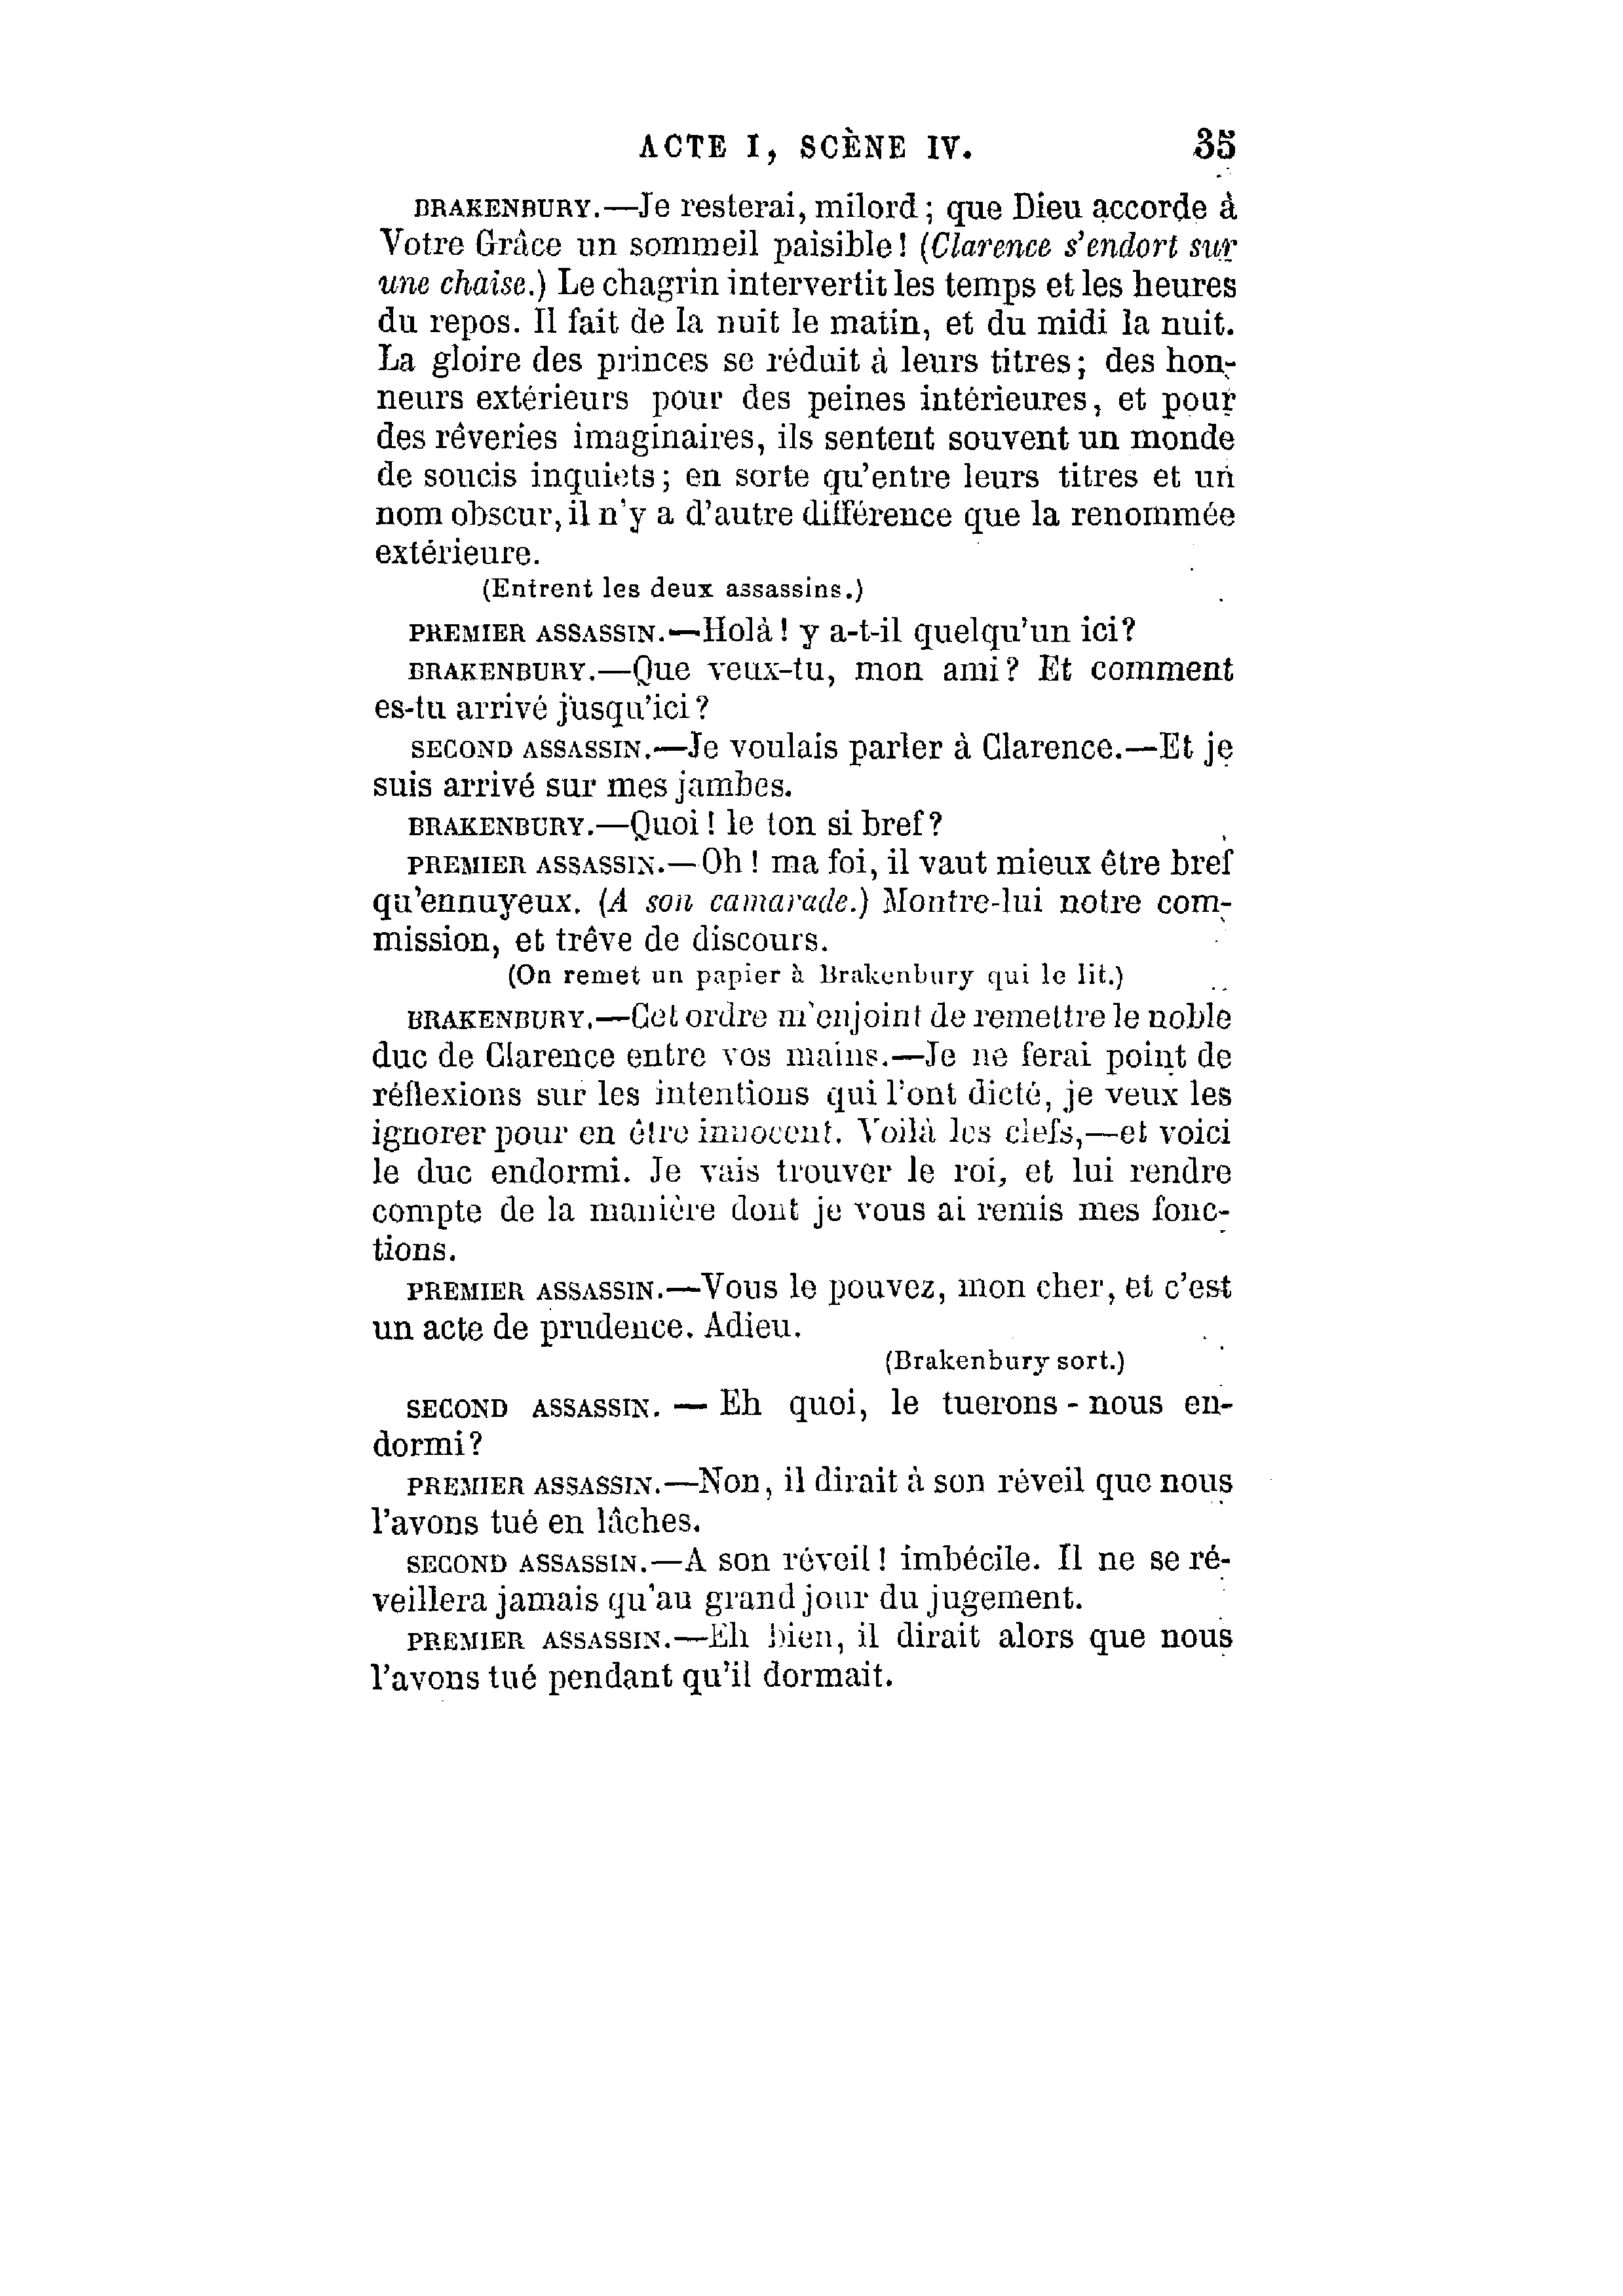 ACTE I, SCÈNE IV. 35
BRAKENBURY.—Je resterai, milord; que Dieu accorde à
Votre Grâce un sommeil paisible! (Clarence s'endort sur
une chaise.) Le chagrin intervertit les temps et les heures
du repos. Il fait de la nuit le matin, et du midi la nuit.
La gloire des princes se réduit à leurs titres; des hon-
neurs extérieurs pour des peines intérieures, et pour
des rêveries imaginaires, ils sentent souvent un monde
de soucis inquiets; en sorte qu'entre leurs titres et un
nom obscur, il n'y a d'autre différence que la renommée
extérieure.
(Entrent les deux assassins.)
PREMIER ASSASSIN.—Holà! y a-t-il quelqu'un ici?
BRAKENBURY.—Que veux-tu, mon ami? Et comment
es-tu arrivé jusqu'ici?
SECOND ASSASSIN.—Je voulais parler à Clarence.—Et je
suis arrivé sur mes jambes.
BRAKENBURY.—Quoi! le ton si bref?
PREMIER ASSASSIN.—Oh! ma foi, il vaut mieux être bref
qu'ennuyeux. (A son camarade.) Montre-lui notre com-
mission, et trêve de discours.
(On remet un papier à Brakenbury qui le lit.)
BRAKENBURY.—Cet ordre m'enjoint de remettre le noble
duc de Clarence entre vos mains.—Je ne ferai point de
réflexions sur les intentions qui l'ont dicté, je veux les
ignorer pour en être innocent. Voilà les clefs,—et voici
le duc endormi. Je vais trouver le roi, et lui rendre
compte de la manière dont je vous ai remis mes fonc-
tions.
PREMIER ASSASSIN.—Vous le pouvez, mon cher, et c'est
un acte de prudence. Adieu.
(Brakenbury sort.)
SECOND ASSASSIN. — Eh quoi, le tuerons-nous en-
dormi?
PREMIER ASSASSIN.—Non, il dirait à son réveil que nous
l'avons tué en lâches.
SECOND ASSASSIN.—A son réveil! imbécile. Il ne se ré-
veillera jamais qu'au grand jour du jugement.
PREMIER ASSASSIN.—Eh bien, il dirait alors que nous
l'avons tué pendant qu'il dormait.